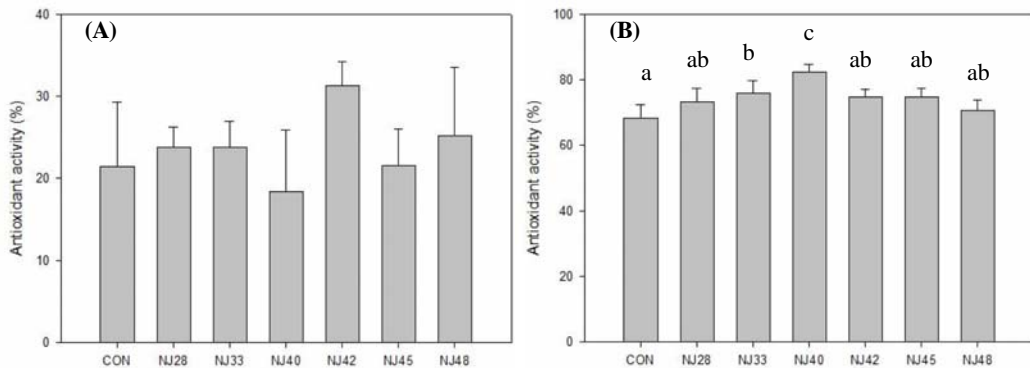 (A)
Antioxidant activity (%)
40
30
20
10
0
CON NJ28 NJ33 NJ40 NJ42 NJ45 NJ48
(B)
Antioxidant activity (%)
100
80
60
40
20
0
a ab b c ab ab ab
CON NJ28 NJ33 NJ40 NJ42 NJ45 NJ48